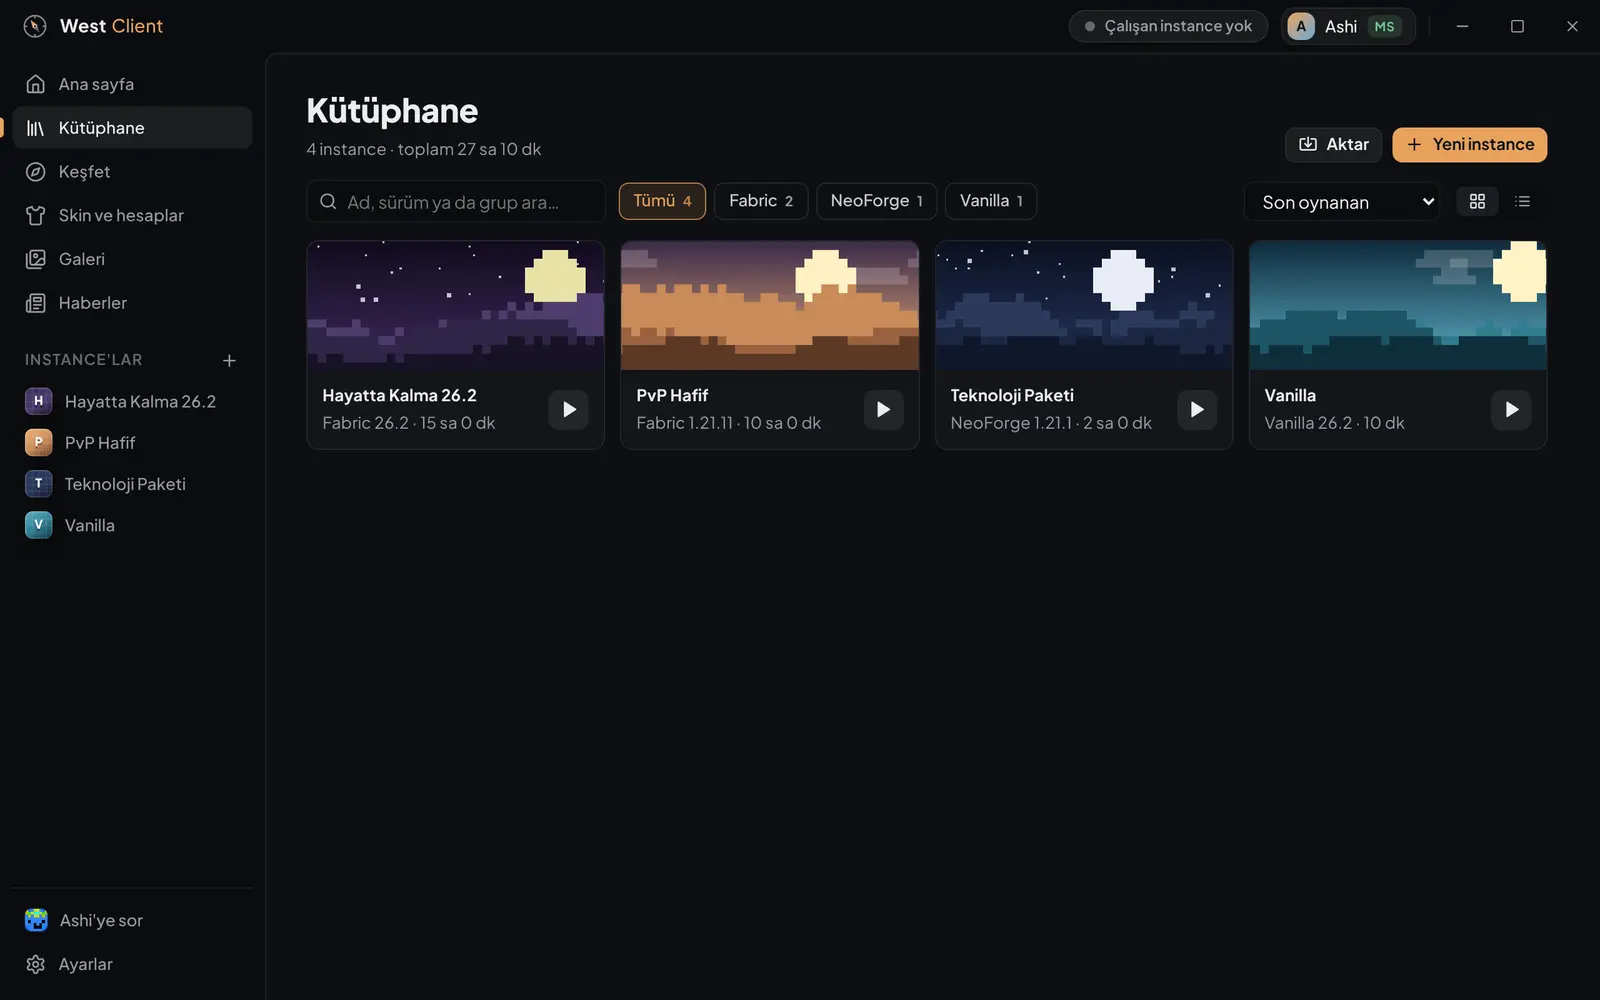 West Client
Çalışan instance yok
A
Ashi
MS
Ana sayfa
Kütüphane
Keşfet
Skin ve hesaplar
Galeri
Haberler
INSTANCE'LAR
H
Hayatta Kalma 26.2
P
PvP Hafif
T
Teknoloji Paketi
V
Vanilla
Ashi'ye sor
Ayarlar
Kütüphane
4 instance · toplam 27 sa 10 dk
Aktar
Yeni instance
Ad, sürüm ya da grup ara...
Tümü 4
Fabric 2
NeoForge 1
Vanilla 1
Son oynanan
Hayatta Kalma 26.2
Fabric 26.2 · 15 sa 0 dk
PvP Hafif
Fabric 1.21.11 · 10 sa 0 dk
Teknoloji Paketi
NeoForge 1.21.1 · 2 sa 0 dk
Vanilla
Vanilla 26.2 · 10 dk